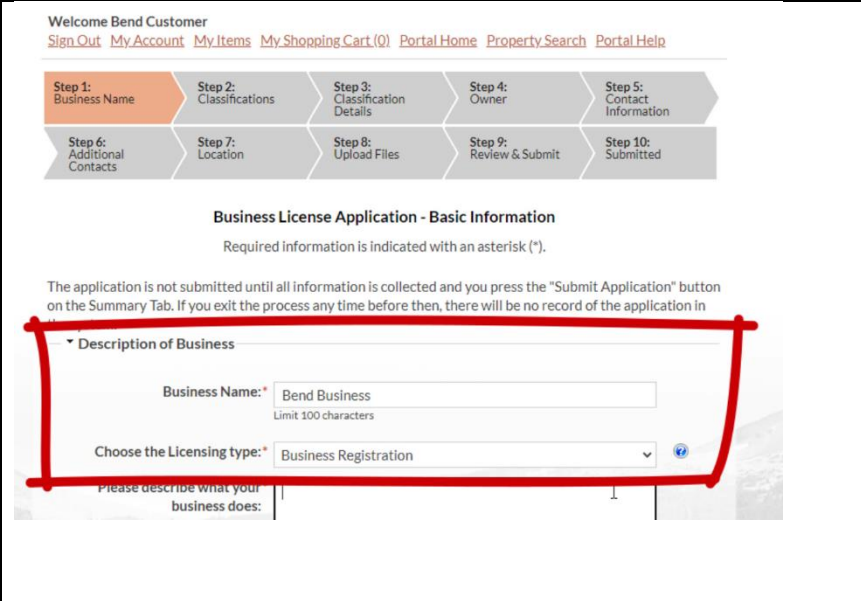 Welcome Bend Customer
Sign Out My Account My Items My Shopping Cart (0) Portal Home Property Search Portal Help
Step 1: Business Name
Step 2: Classifications
Step 3: Classification Details
Step 4: Owner
Step 5: Contact Information
Step 6: Additional Contacts
Step 7: Location
Step 8: Upload Files
Step 9: Review & Submit
Step 10: Submitted
Business License Application - Basic Information
Required information is indicated with an asterisk (*).
The application is not submitted until all information is collected and you press the "Submit Application" button
on the Summary Tab. If you exit the process any time before then, there will be no record of the application in
Description of Business
Business Name:* Bend Business
Limit 100 characters
Choose the Licensing type:* Business Registration
Please describe what your
business does: